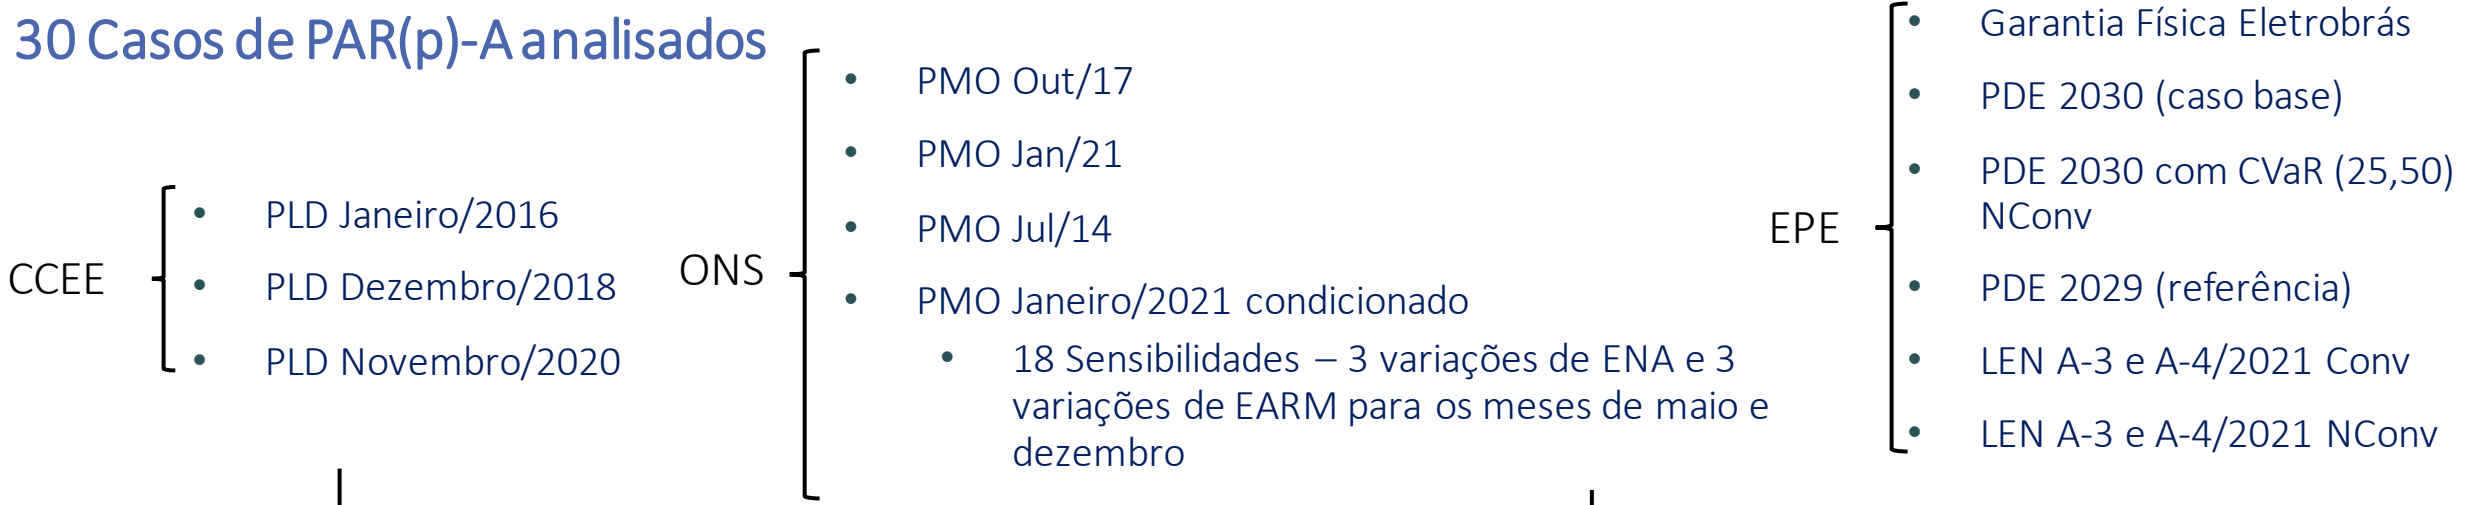 30 Casos de PAR(p)-A analisados
CCEE
• PLD Janeiro/2016
• PLD Dezembro/2018
• PLD Novembro/2020
ONS
• PMO Out/17
• PMO Jan/21
• PMO Jul/14
• PMO Janeiro/2021 condicionado
• 18 Sensibilidades – 3 variações de ENA e 3
variações de EARM para os meses de maio e
dezembro
EPE
• Garantia Física Eletrobrás
• PDE 2030 (caso base)
• PDE 2030 com CVaR (25,50)
NConv
• PDE 2029 (referência)
• LEN A-3 e A-4/2021 Conv
• LEN A-3 e A-4/2021 NConv